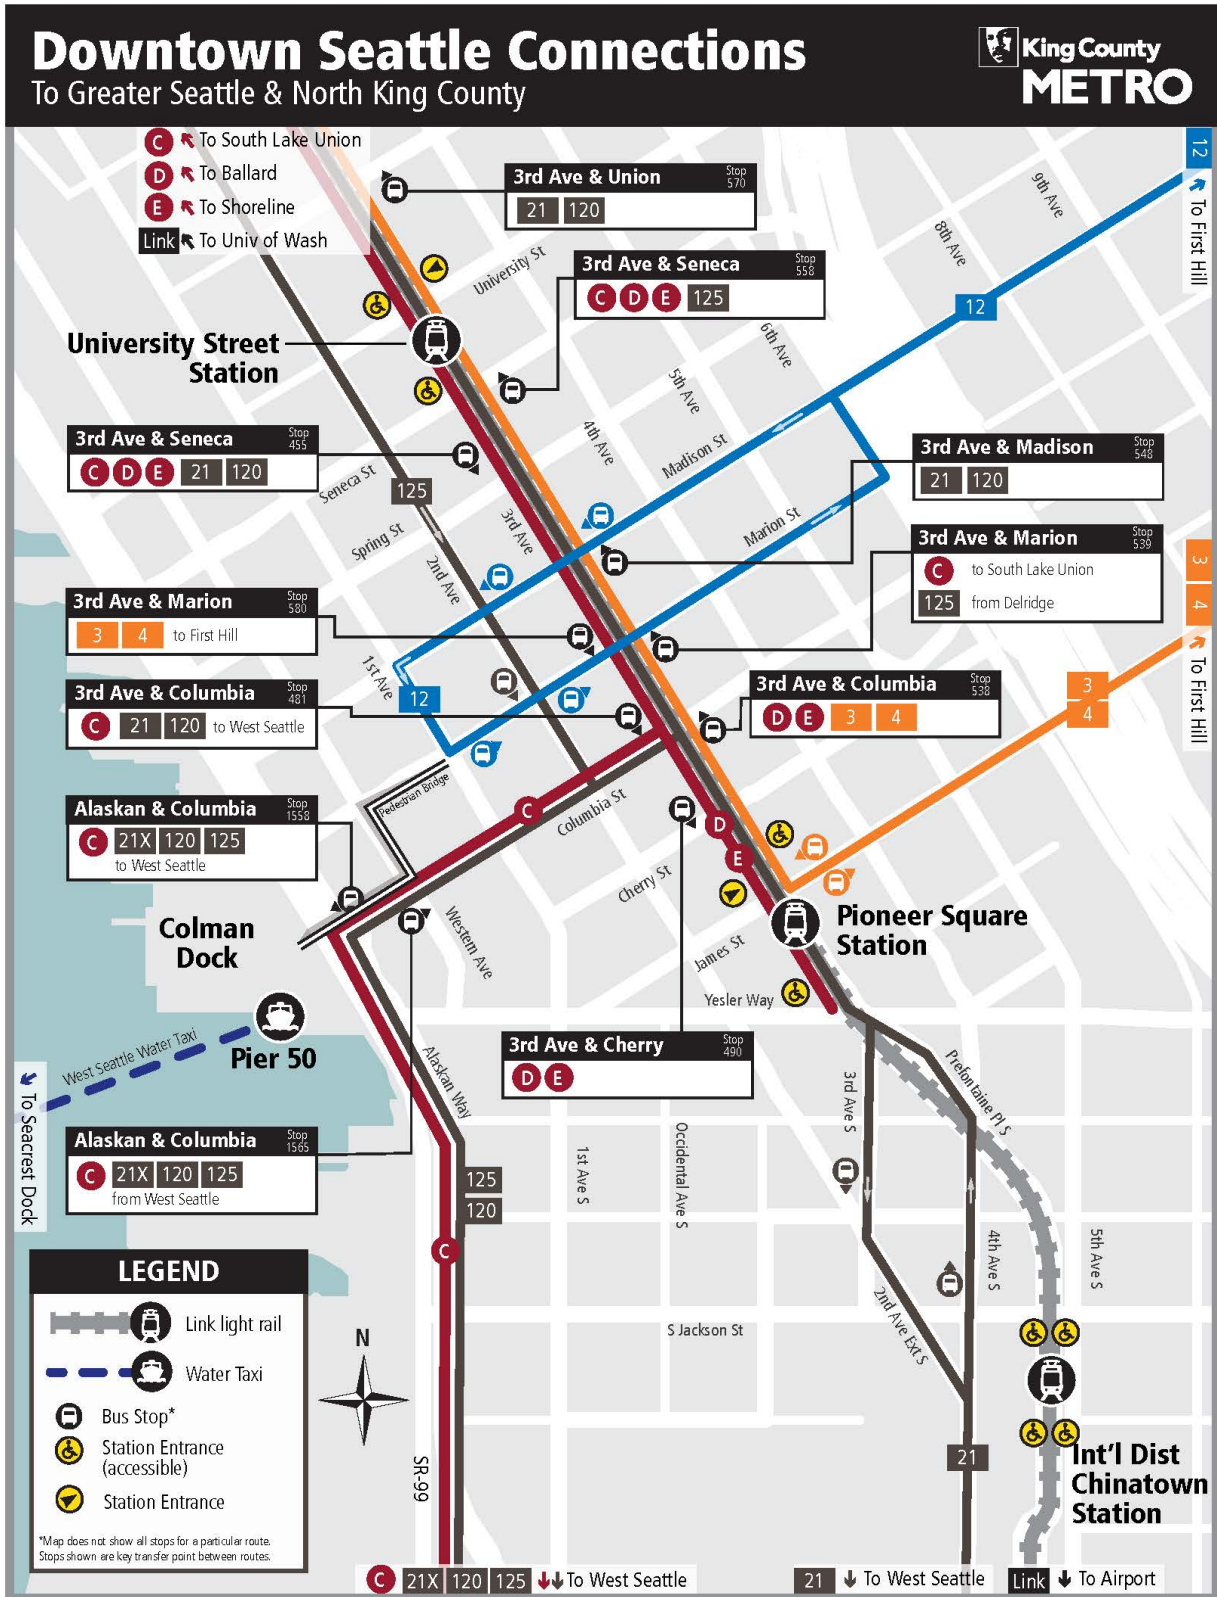 Downtown Seattle Connections
To Greater Seattle & North King County
King County
METRO
C To South Lake Union
D To Ballard
E To Shoreline
Link To Univ of Wash
12
To First Hill
3rd Ave & Union Stop 570
21 120
9th Ave
8th Ave
University St
3rd Ave & Seneca Stop 558
C D E 125
12
6th Ave
University Street
Station
5th Ave
4th Ave
Madison St
3rd Ave & Seneca Stop 455
C D E 21 120
Seneca St
125
3rd Ave & Madison Stop 548
21 120
Spring St
3rd Ave
Marion St
2nd Ave
3rd Ave & Marion Stop 539
C to South Lake Union
125 from Delridge
3
4
To First Hill
3rd Ave & Marion Stop 580
3 4 to First Hill
1st Ave
12
3rd Ave & Columbia Stop 481
C 21 120 to West Seattle
3rd Ave & Columbia Stop 538
D E 3 4
3
4
Pedestrian Bridge
Alaskan & Columbia Stop 1558
C 21X 120 125
to West Seattle
C
Columbia St
D
E
Cherry St
Colman
Dock
Western Ave
Pioneer Square
Station
James St
Yesler Way
West Seattle Water Taxi
Pier 50
3rd Ave & Cherry Stop 490
D E
To Seacrest Dock
Alaskan Way
3rd Ave S
Prefontaine Pl S
Alaskan & Columbia Stop 1565
C 21X 120 125
from West Seattle
125
120
1st Ave S
Occidental Ave S
C
4th Ave S
5th Ave S
2nd Ave Ext S
S Jackson St
LEGEND
Link light rail
Water Taxi
Bus Stop*
Station Entrance
(accessible)
Station Entrance
*Map does not show all stops for a particular route.
Stops shown are key transfer point between routes.
N
SR-99
21
Int'l Dist
Chinatown
Station
C 21X 120 125 To West Seattle
21 To West Seattle
Link To Airport